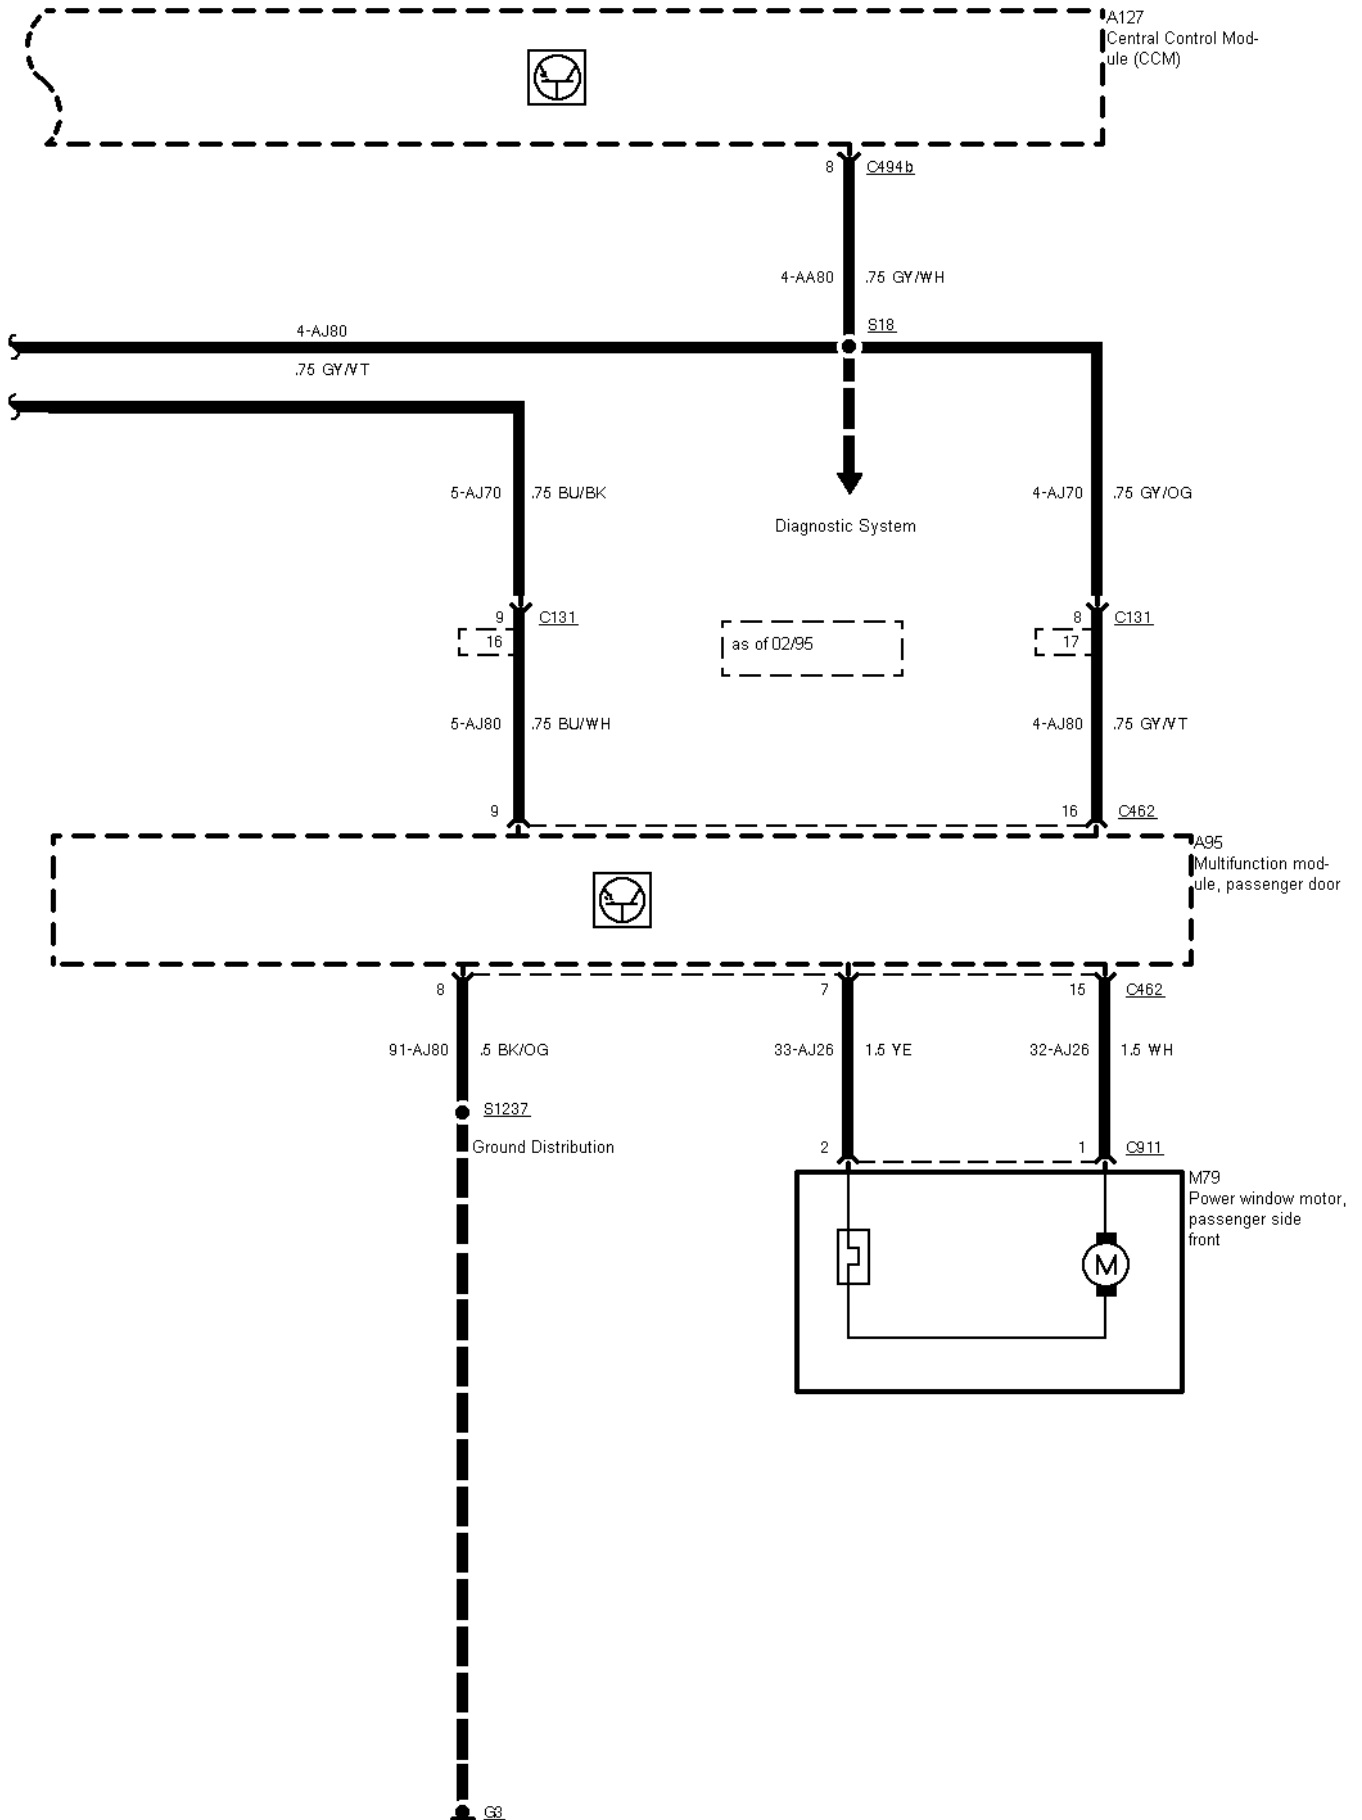 A127
Central Control Mod-
ule (CCM)
8 C494b
4-AA80 .75 GY/WH
S18
4-AJ80
.75 GY/VT
5-AJ70 .75 BU/BK
4-AJ70 .75 GY/OG
Diagnostic System
9 C131
16
as of 02/95
8 C131
17
5-AJ80 .75 BU/WH
4-AJ80 .75 GY/VT
9
16 C462
A95
Multifunction mod-
ule, passenger door
8
7
15 C462
91-AJ80 .5 BK/OG
33-AJ26 1.5 YE
32-AJ26 1.5 WH
S1237
Ground Distribution
2
1 C911
M79
Power window motor,
passenger side
front
M
G3